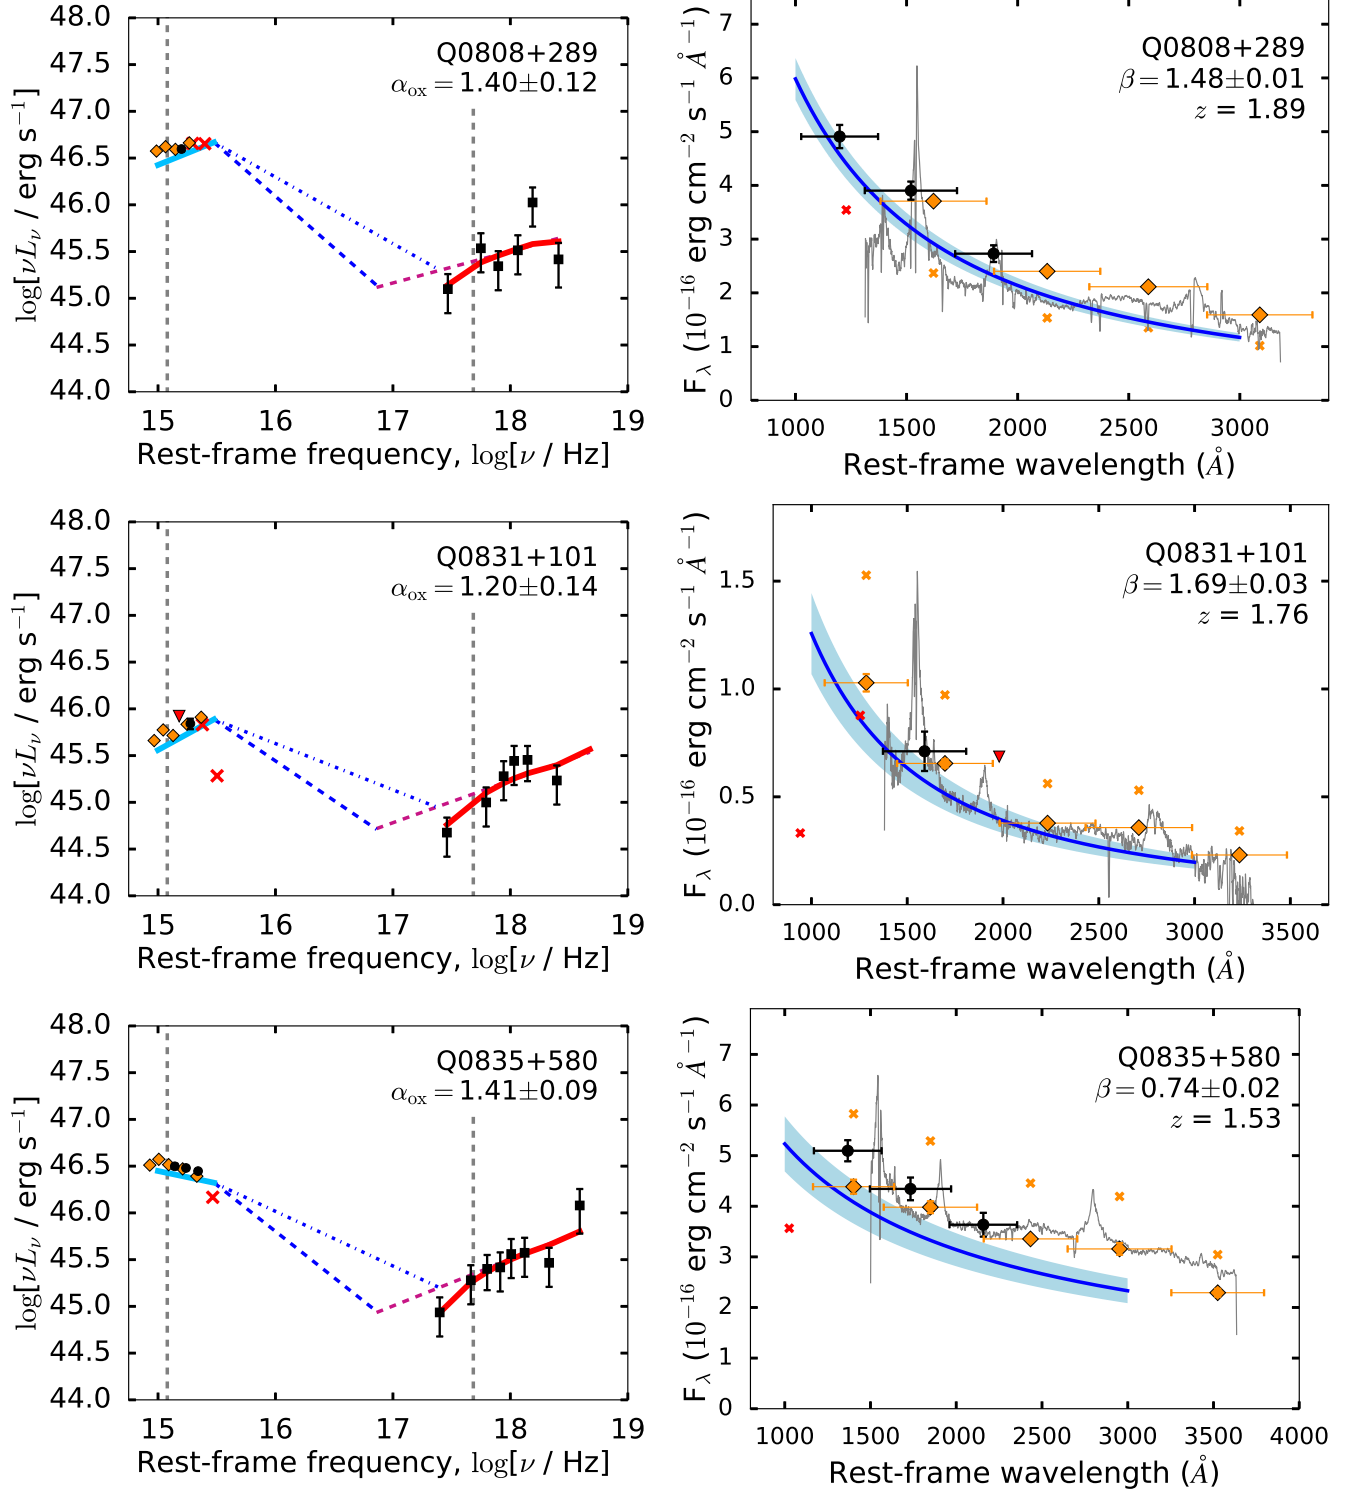 48.0
47.5
47.0
46.5
46.0
45.5
45.0
44.5
44.0
15 16 17 18 19
log[νL_ν / erg s⁻¹]
Rest-frame frequency, log[ν / Hz]
Q0808+289
α_ox = 1.40±0.12
7
6
5
4
3
2
1
0
1000 1500 2000 2500 3000
F_λ (10⁻¹⁶ erg cm⁻² s⁻¹ Å⁻¹)
Rest-frame wavelength (Å)
Q0808+289
β = 1.48±0.01
z = 1.89
48.0
47.5
47.0
46.5
46.0
45.5
45.0
44.5
44.0
15 16 17 18 19
log[νL_ν / erg s⁻¹]
Rest-frame frequency, log[ν / Hz]
Q0831+101
α_ox = 1.20±0.14
1.5
1.0
0.5
0.0
1000 1500 2000 2500 3000 3500
F_λ (10⁻¹⁶ erg cm⁻² s⁻¹ Å⁻¹)
Rest-frame wavelength (Å)
Q0831+101
β = 1.69±0.03
z = 1.76
48.0
47.5
47.0
46.5
46.0
45.5
45.0
44.5
44.0
15 16 17 18 19
log[νL_ν / erg s⁻¹]
Rest-frame frequency, log[ν / Hz]
Q0835+580
α_ox = 1.41±0.09
7
6
5
4
3
2
1
0
1000 1500 2000 2500 3000 3500 4000
F_λ (10⁻¹⁶ erg cm⁻² s⁻¹ Å⁻¹)
Rest-frame wavelength (Å)
Q0835+580
β = 0.74±0.02
z = 1.53